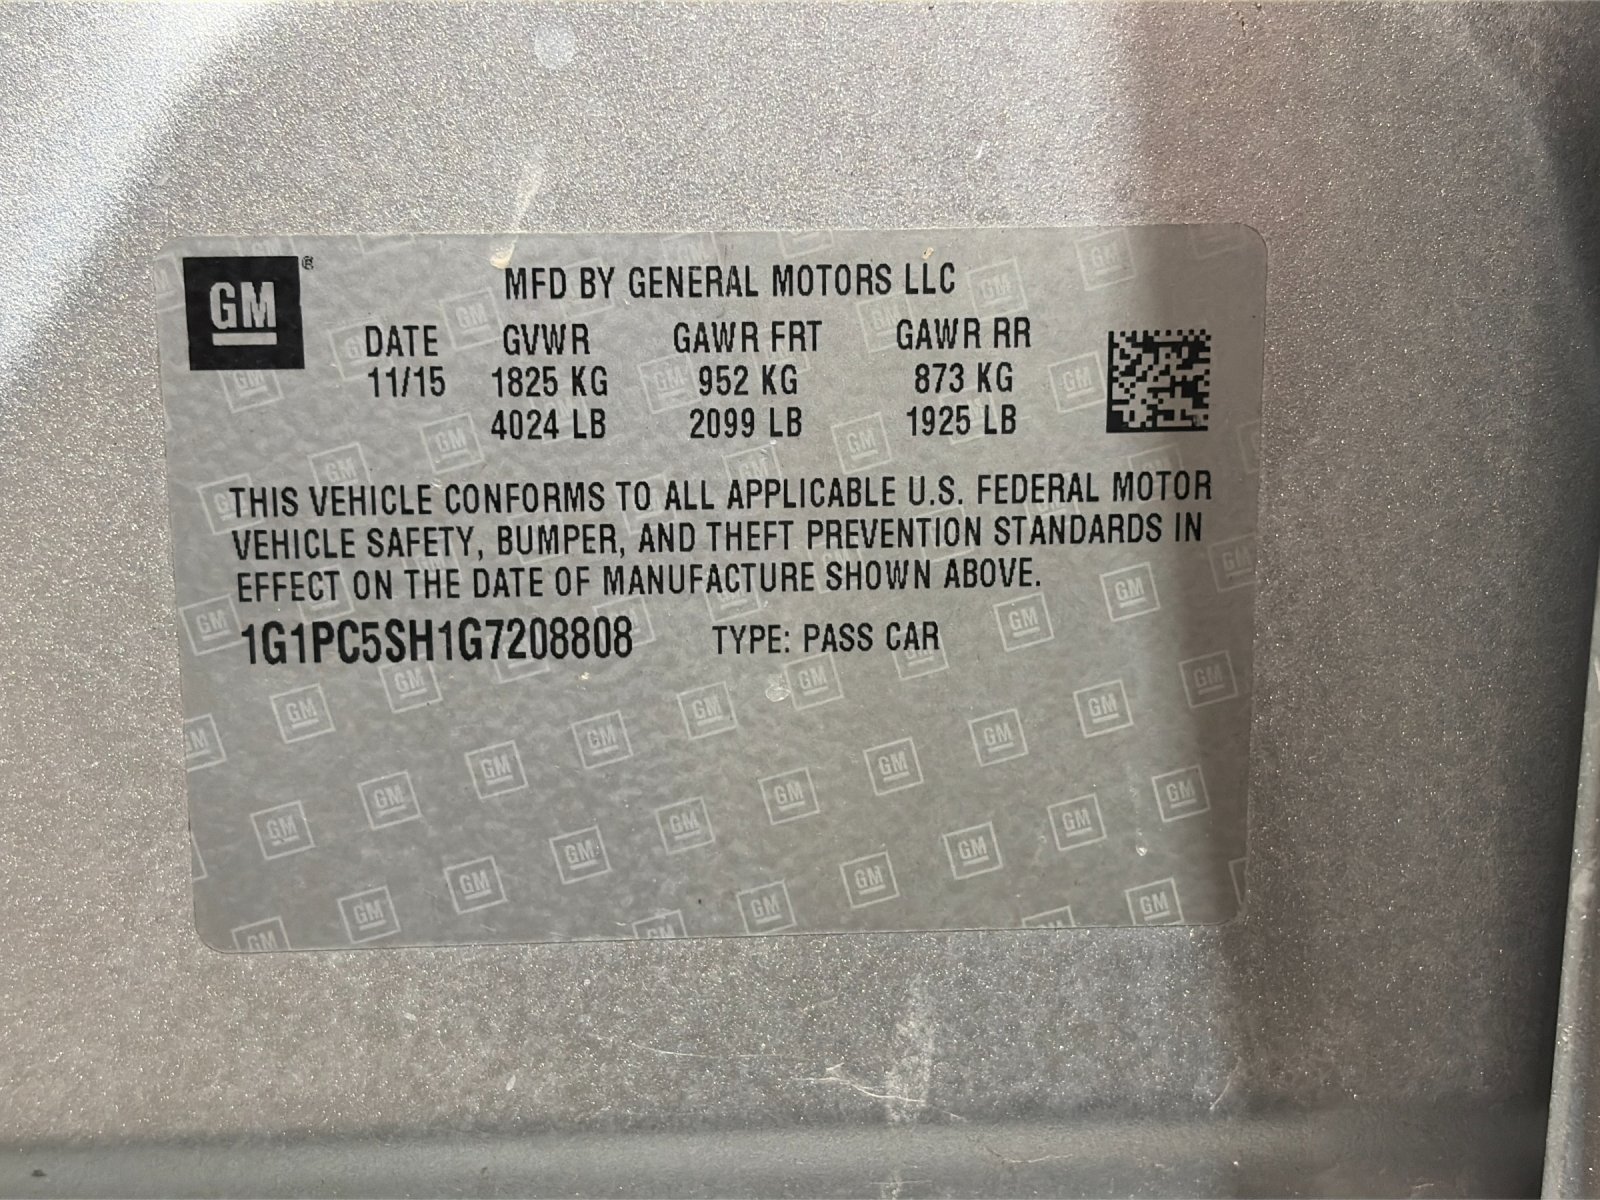 GM ®
MFD BY GENERAL MOTORS LLC
DATE GVWR GAWR FRT GAWR RR
11/15 1825 KG 952 KG 873 KG
4024 LB 2099 LB 1925 LB
THIS VEHICLE CONFORMS TO ALL APPLICABLE U.S. FEDERAL MOTOR
VEHICLE SAFETY, BUMPER, AND THEFT PREVENTION STANDARDS IN
EFFECT ON THE DATE OF MANUFACTURE SHOWN ABOVE.
1G1PC5SH1G7208808 TYPE: PASS CAR